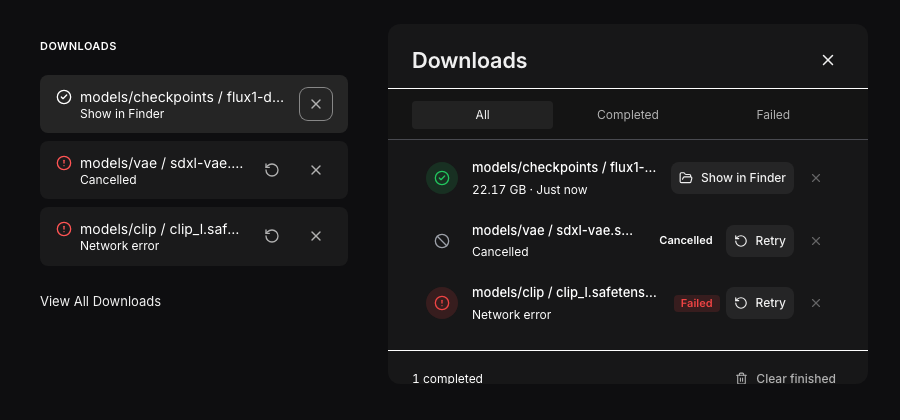 DOWNLOADS
models/checkpoints / flux1-d...
Show in Finder
models/vae / sdxl-vae....
Cancelled
models/clip / clip_l.saf...
Network error
View All Downloads
Downloads
All
Completed
Failed
models/checkpoints / flux1-...
22.17 GB · Just now
Show in Finder
models/vae / sdxl-vae.s...
Cancelled
Cancelled
Retry
models/clip / clip_l.safetens...
Network error
Failed
Retry
1 completed
Clear finished